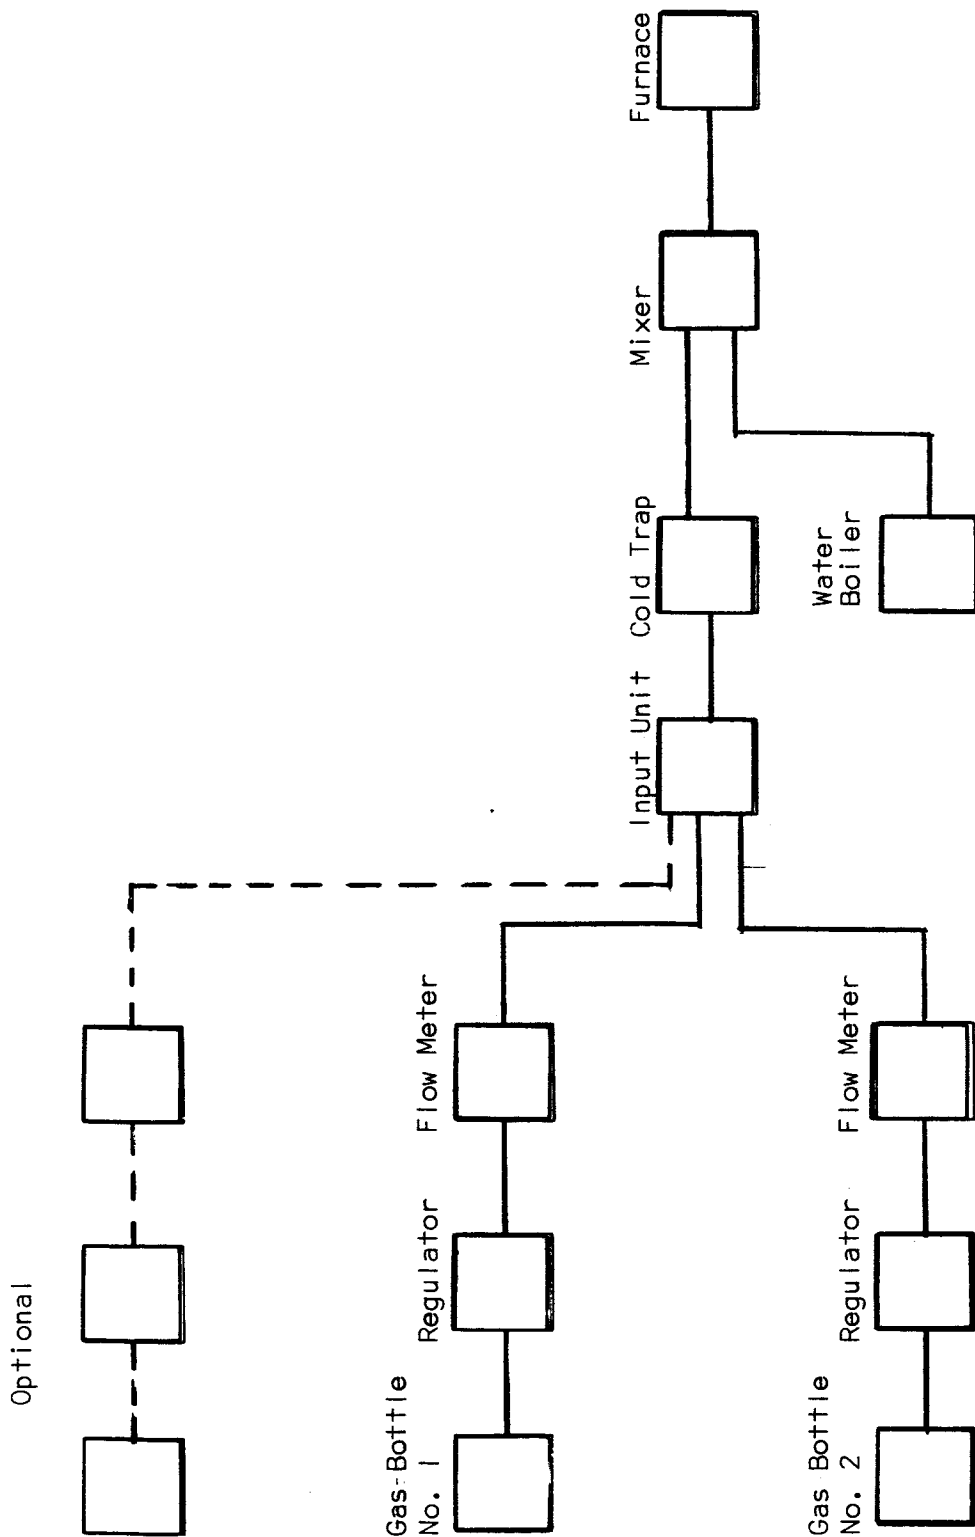 Optional
Gas Bottle
No. 1
Regulator
Flow Meter
Gas Bottle
No. 2
Regulator
Flow Meter
Input Unit
Cold Trap
Water
Boiler
Mixer
Furnace